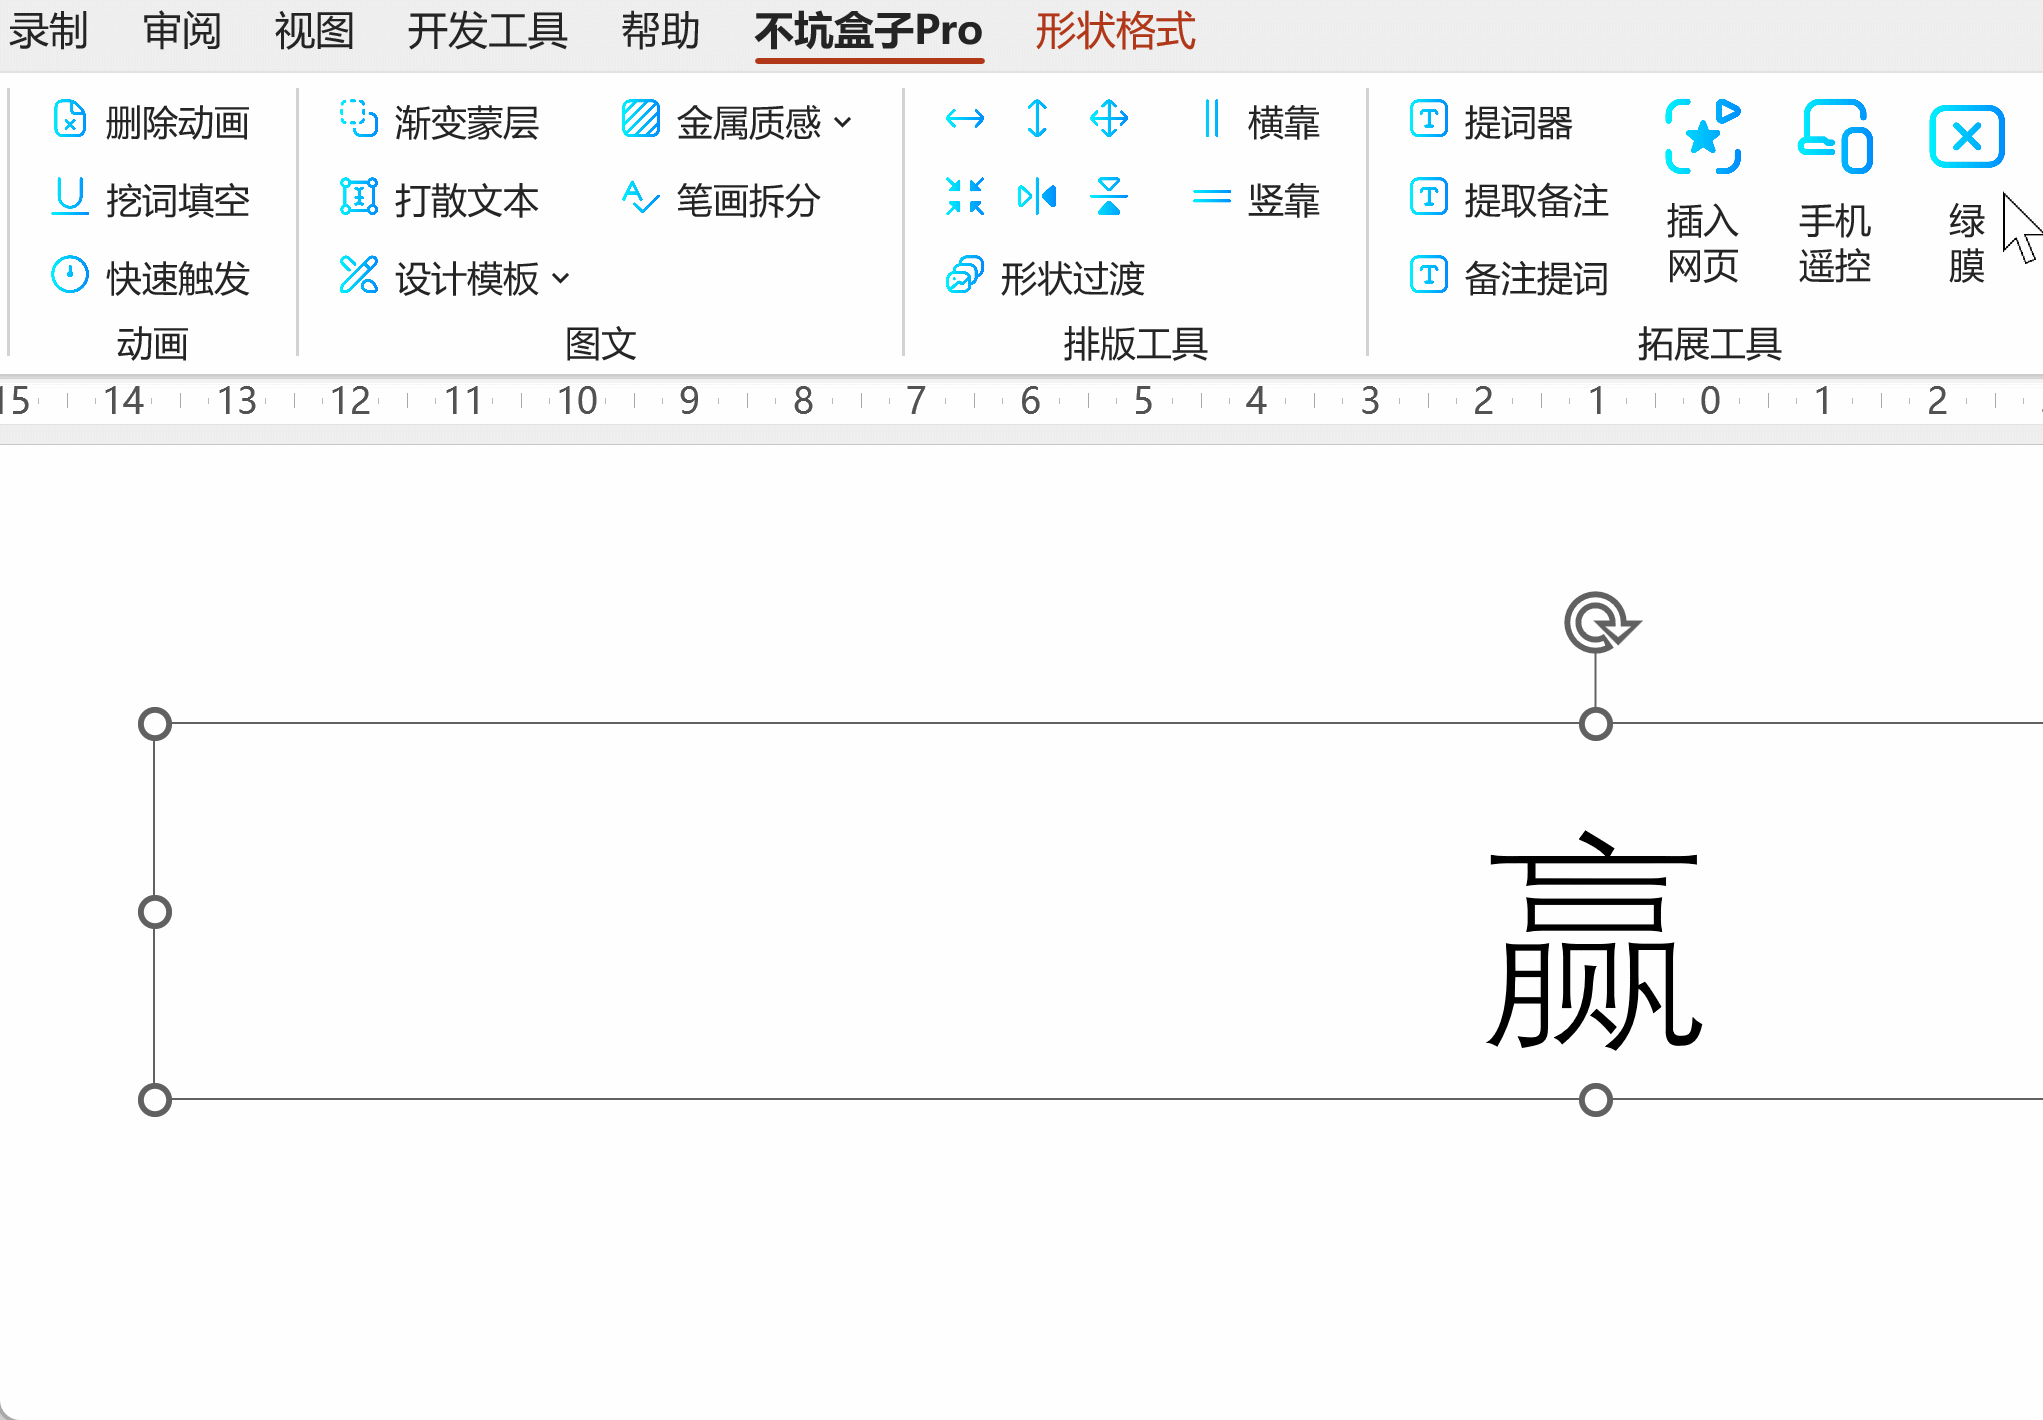 录制 审阅 视图 开发工具 帮助 不坑盒子Pro 形状格式
删除动画 渐变蒙层 金属质感 横靠 提词器
挖词填空 打散文本 笔画拆分 竖靠 提取备注
快速触发 设计模板 形状过渡 备注提词
插入网页 手机遥控 绿膜
动画 图文 排版工具 拓展工具
15 14 13 12 11 10 9 8 7 6 5 4 3 2 1 0 1 2
赢